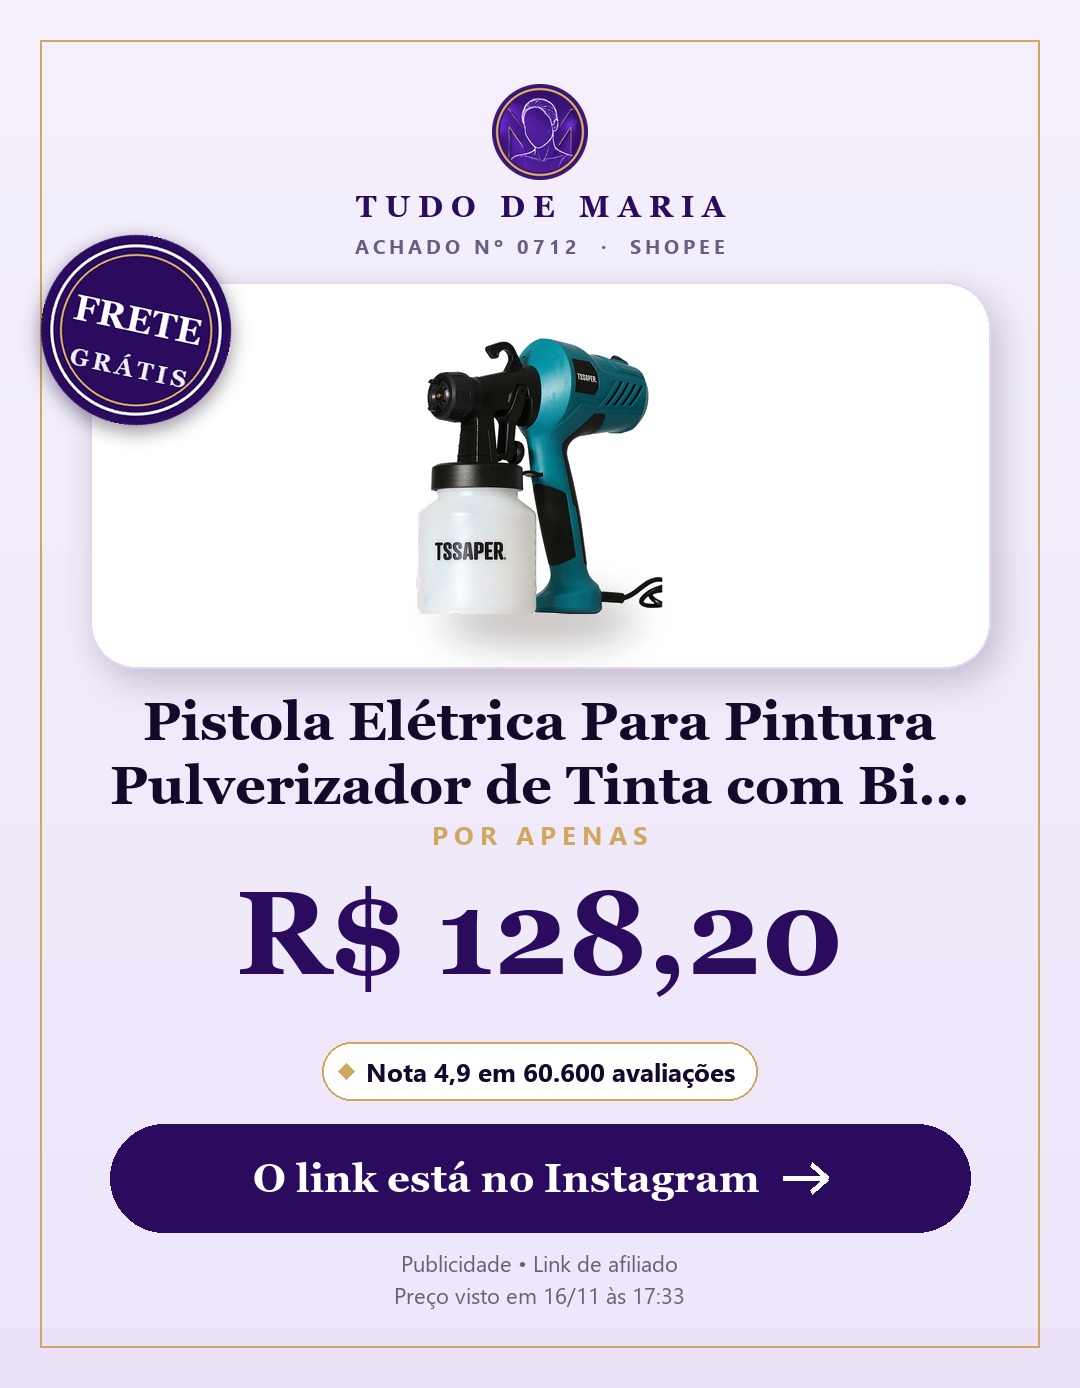 TUDO DE MARIA
ACHADO Nº 0712 · SHOPEE
FRETE
GRÁTIS
TSSAPER.
TSSAPER.
Pistola Elétrica Para Pintura
Pulverizador de Tinta com Bi...
POR APENAS
R$ 128,20
Nota 4,9 em 60.600 avaliações
O link está no Instagram →
Publicidade • Link de afiliado
Preço visto em 16/11 às 17:33